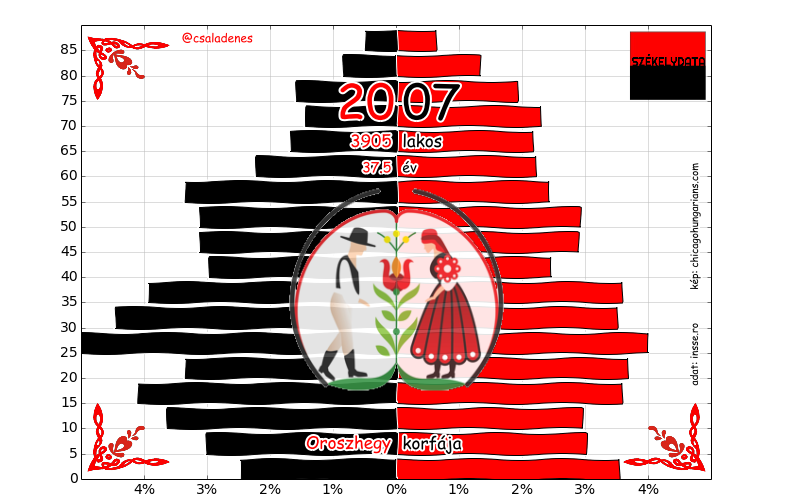 @csaladenes
SZÉKELYDATA
2007
3905 lakos
37.5 év
kép: chicagohungarians.com
adat: insse.ro
Oroszhegy korfája
85
80
75
70
65
60
55
50
45
40
35
30
25
20
15
10
5
0
4% 3% 2% 1% 0% 1% 2% 3% 4%